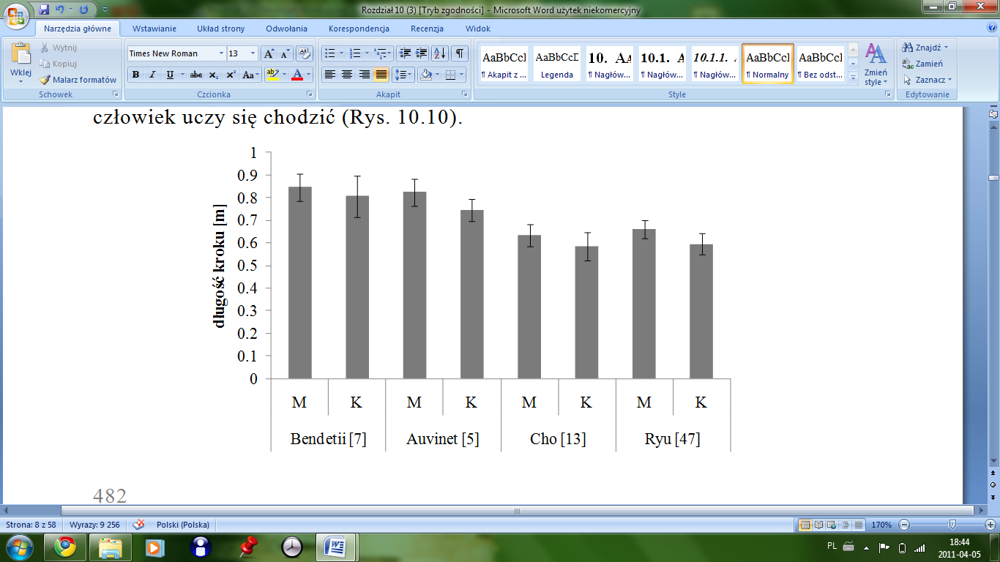 Rozdział 10 (3) [Tryb zgodności] - Microsoft Word użytek niekomercyjny
Narzędzia główne Wstawianie Układ strony Odwołania Korespondencja Recenzja Widok
Wklej
Wytnij
Kopiuj
Malarz formatów
Schowek
Times New Roman 13
B I U abc x₂ x² Aa
Czcionka
Akapit
AaBbCcI AaBbCcD 10. AA 10.1. A 10.1.1. A AaBbCcI AaBbCcI
¶ Akapit z ... Legenda ¶ Nagłów... ¶ Nagłów... ¶ Nagłów... ¶ Normalny ¶ Bez odst...
Zmień
style
Style
Znajdź
Zamień
Zaznacz
Edytowanie
człowiek uczy się chodzić (Rys. 10.10).
długość kroku [m]
1
0.9
0.8
0.7
0.6
0.5
0.4
0.3
0.2
0.1
0
M K M K M K M K
Bendetii [7] Auvinet [5] Cho [13] Ryu [47]
482
Strona: 8 z 58 Wyrazy: 9 256 Polski (Polska) 170%
PL 18:44
2011-04-05